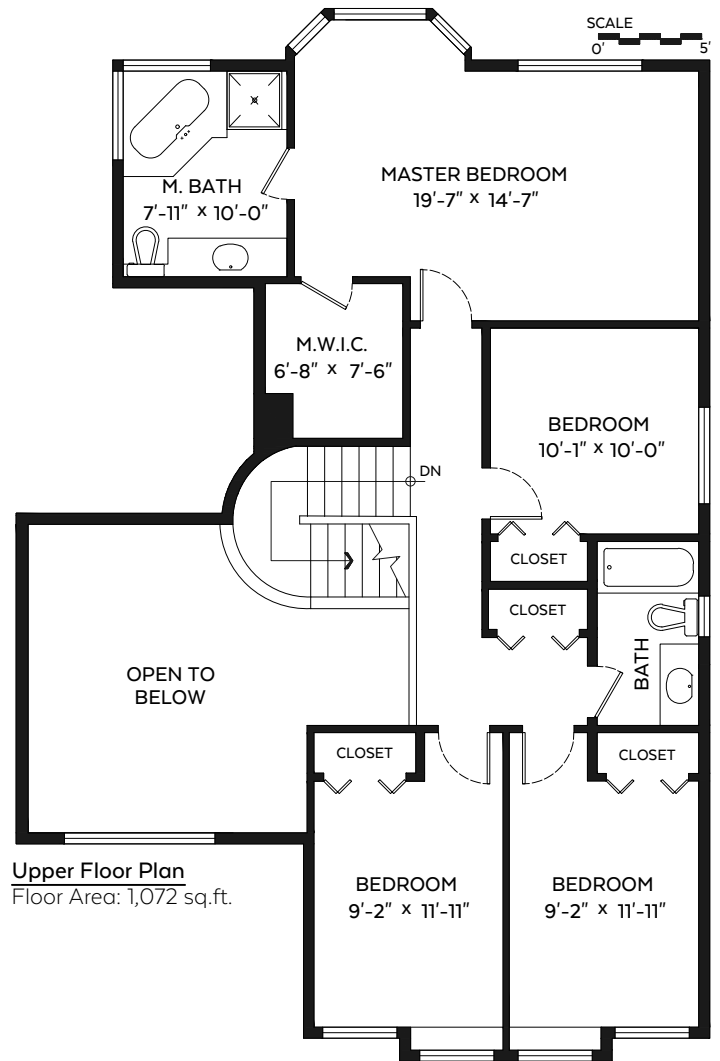 SCALE
0' 5'
MASTER BEDROOM
19'-7" x 14'-7"
M. BATH
7'-11" x 10'-0"
M.W.I.C.
6'-8" x 7'-6"
BEDROOM
10'-1" x 10'-0"
DN
CLOSET
CLOSET
BATH
OPEN TO
BELOW
CLOSET
CLOSET
Upper Floor Plan
Floor Area: 1,072 sq.ft.
BEDROOM
9'-2" x 11'-11"
BEDROOM
9'-2" x 11'-11"